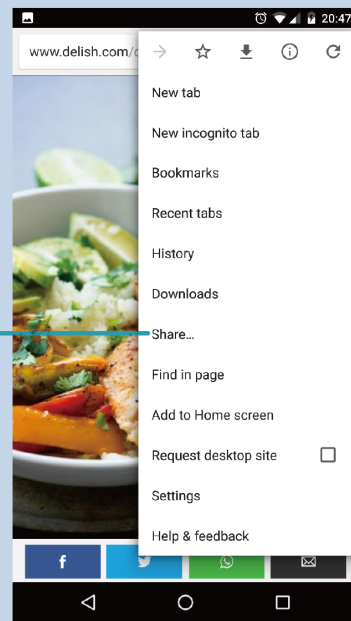 20:47
www.delish.com/
New tab
New incognito tab
Bookmarks
Recent tabs
History
Downloads
Share...
Find in page
Add to Home screen
Request desktop site
Settings
Help & feedback
f